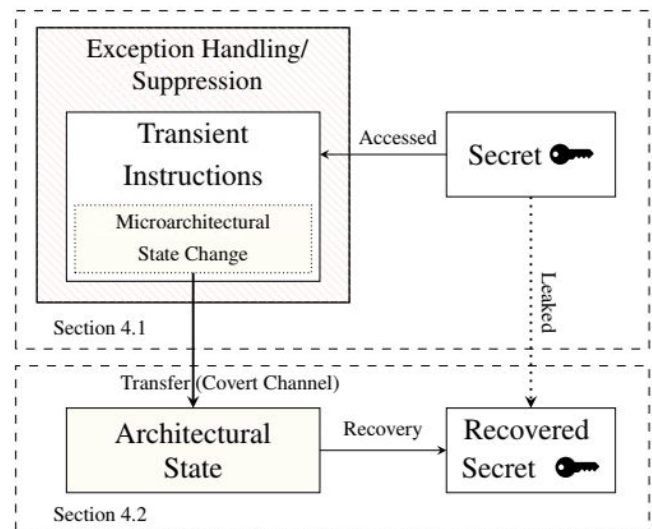 Exception Handling/
Suppression
Transient
Instructions
Microarchitectural
State Change
Accessed
Secret
Leaked
Section 4.1
Transfer (Covert Channel)
Architectural
State
Recovery
Recovered
Secret
Section 4.2